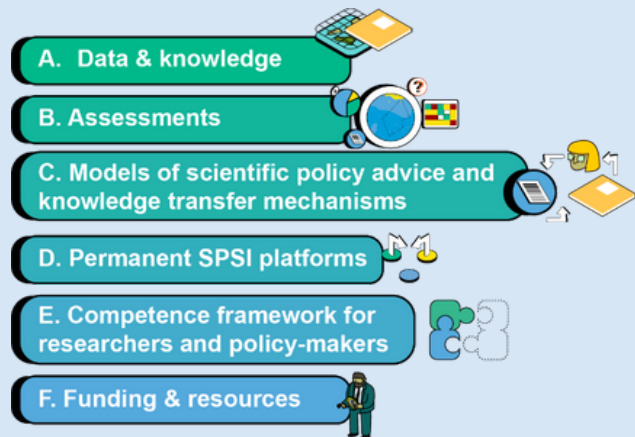 A. Data & knowledge
?
B. Assessments
C. Models of scientific policy advice and
knowledge transfer mechanisms
D. Permanent SPSI platforms
E. Competence framework for
researchers and policy-makers
F. Funding & resources